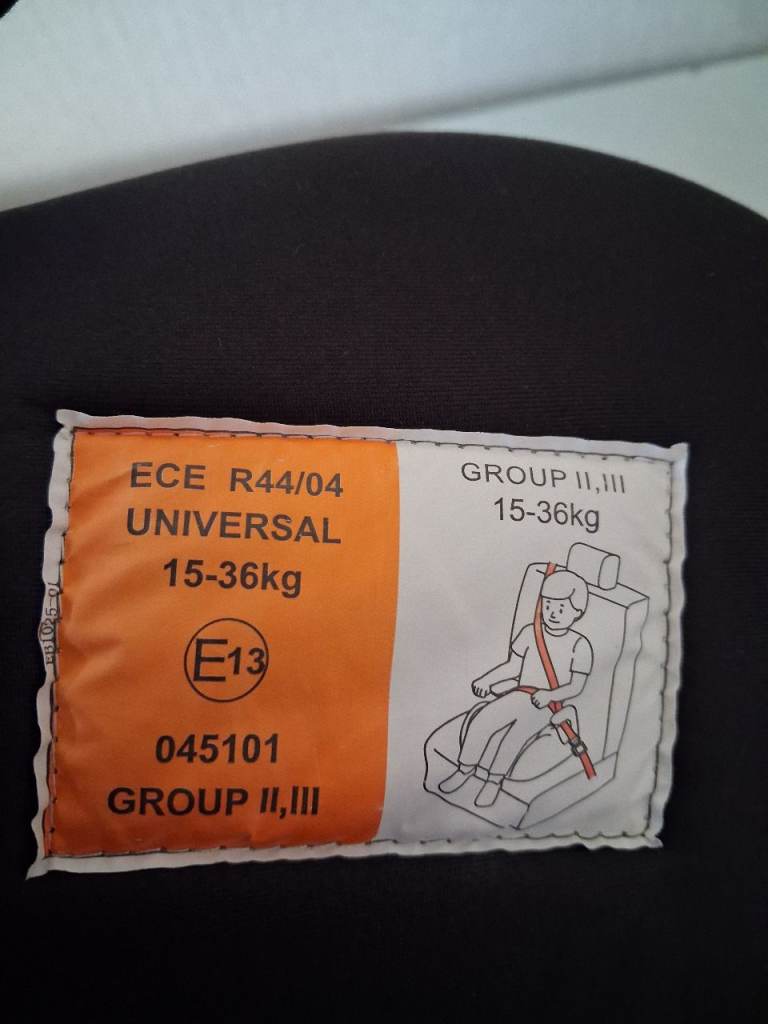 ECE R44/04
UNIVERSAL
15-36kg
E13
045101
GROUP II,III
GROUP II,III
15-36kg